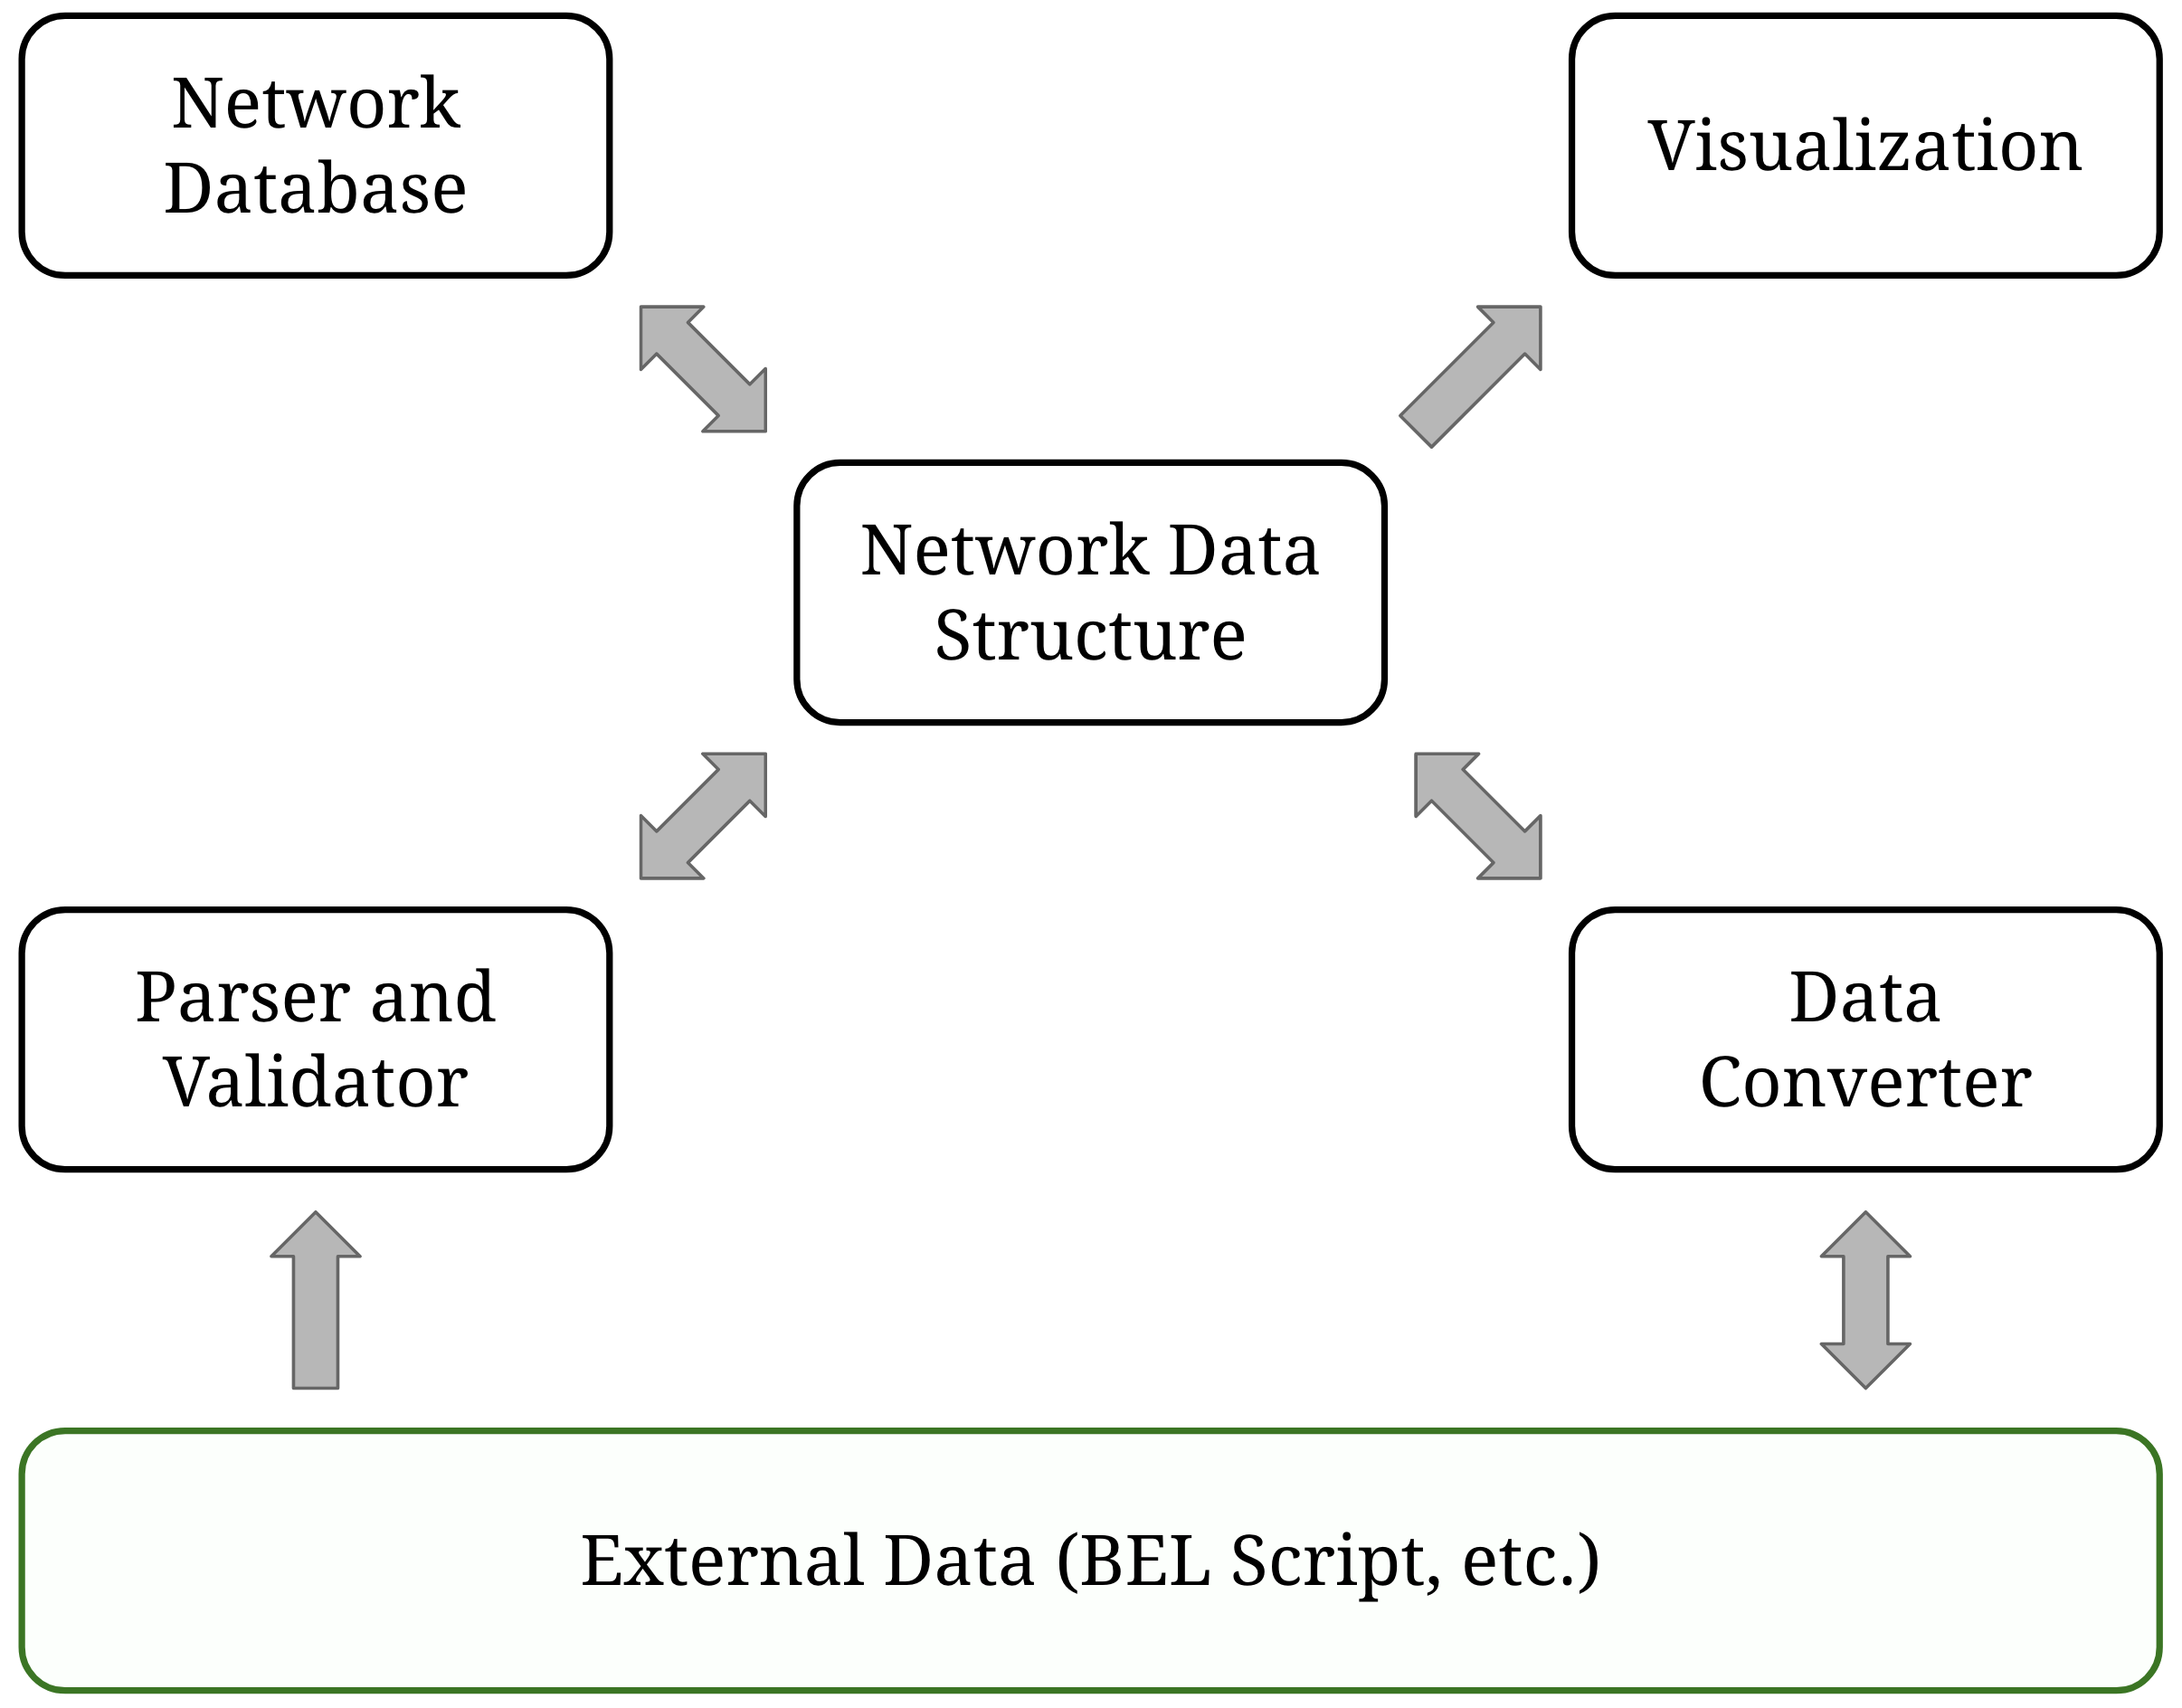 Network
Database
Visualization
Network Data
Structure
Parser and
Validator
Data
Converter
External Data (BEL Script, etc.)